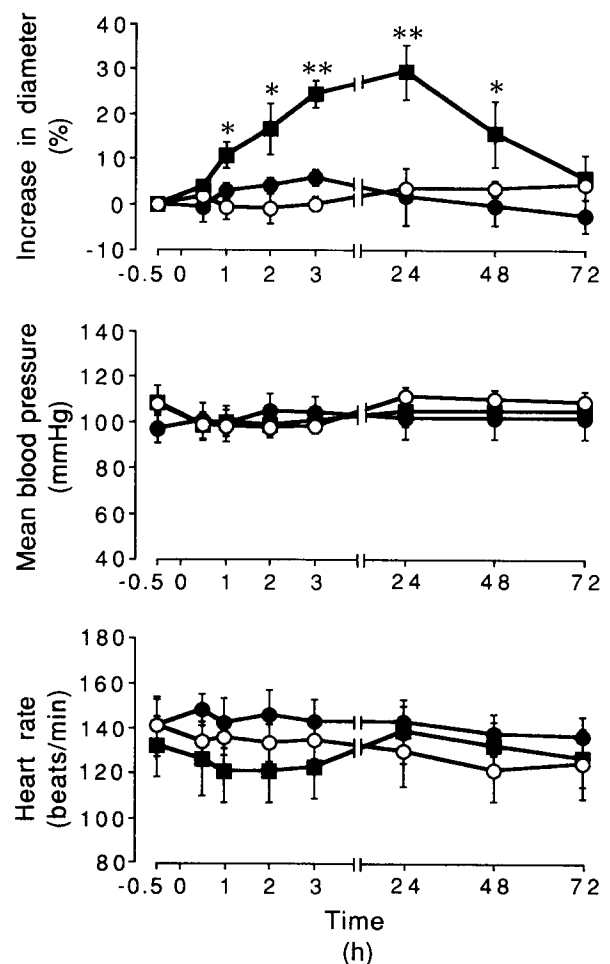 Increase in diameter
(%)
40
30
20
10
0
-10
* * ** ** *
-0.5 0 1 2 3 24 48 72
Mean blood pressure
(mmHg)
140
120
100
80
60
40
-0.5 0 1 2 3 24 48 72
Heart rate
(beats/min)
180
160
140
120
100
80
-0.5 0 1 2 3 24 48 72
Time
(h)